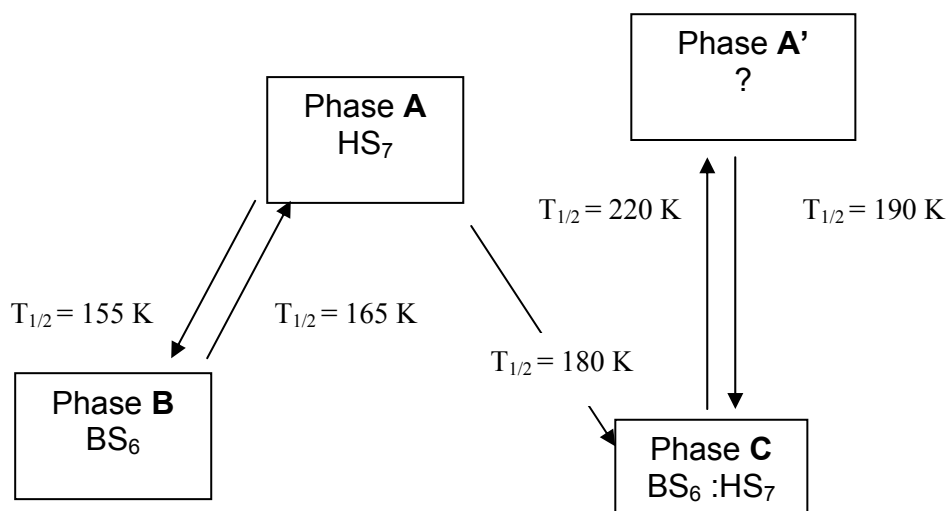 Phase A'
?
Phase A
HS₇
T₁/₂ = 220 K
T₁/₂ = 190 K
T₁/₂ = 155 K
T₁/₂ = 165 K
T₁/₂ = 180 K
Phase B
BS₆
Phase C
BS₆ :HS₇